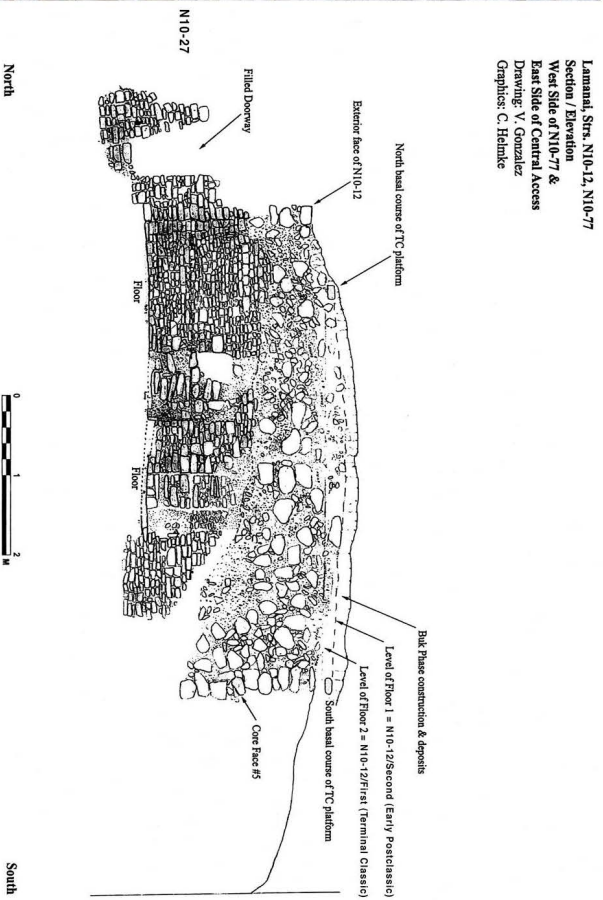 Lamanai, Strs. N10-12, N10-77
Section / Elevation
West Side of N10-77 &
East Side of Central Access
Drawing: V. Gonzalez
Graphics: C. Helmke
North basal course of TC platform
Exterior face of N10-12
Filled Doorway
N10-27
Buk Phase construction & deposits
Level of Floor 1 = N10-12/Second (Early Postclassic)
Level of Floor 2 = N10-12/First (Terminal Classic)
South basal course of TC platform
Core Face #5
Floor
Floor
0 1 2 M
North
South